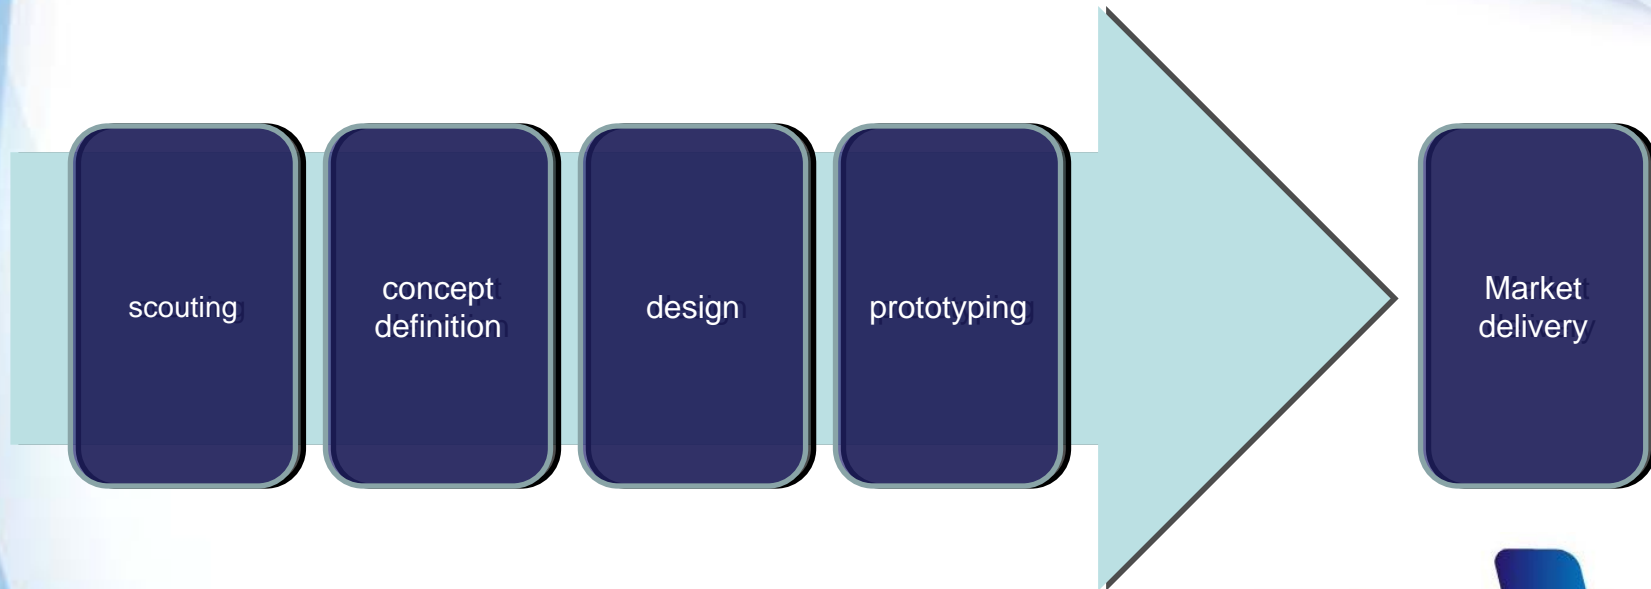 scouting
concept
definition
design
prototyping
Market
delivery